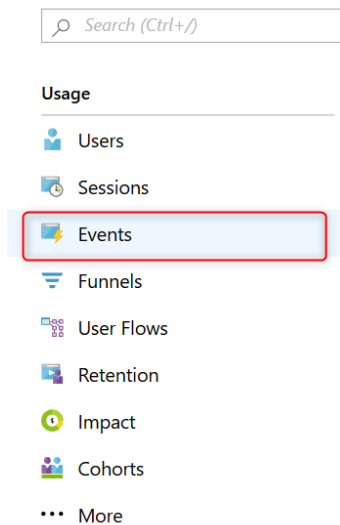 Search (Ctrl+/)
Usage
Users
Sessions
Events
Funnels
User Flows
Retention
Impact
Cohorts
More